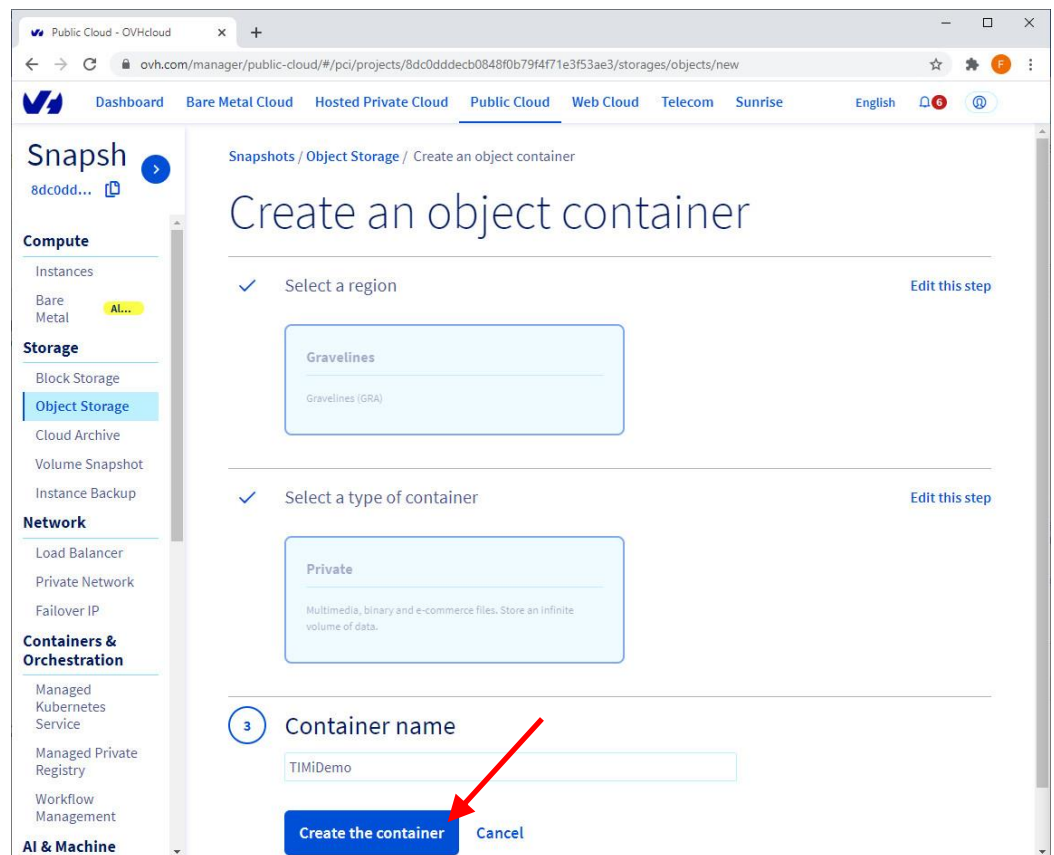 Public Cloud - OVHcloud
ovh.com/manager/public-cloud/#/pci/projects/8dc0dddecb0848f0b79f4f71e3f53ae3/storages/objects/new
F
Dashboard Bare Metal Cloud Hosted Private Cloud Public Cloud Web Cloud Telecom Sunrise English 6
Snapsh
8dc0dd...
Compute
Instances
Bare
Metal
AI...
Storage
Block Storage
Object Storage
Cloud Archive
Volume Snapshot
Instance Backup
Network
Load Balancer
Private Network
Failover IP
Containers &
Orchestration
Managed
Kubernetes
Service
Managed Private
Registry
Workflow
Management
AI & Machine
Snapshots / Object Storage / Create an object container
Create an object container
Select a region Edit this step
Gravelines
Gravelines (GRA)
Select a type of container Edit this step
Private
Multimedia, binary and e-commerce files. Store an infinite
volume of data.
3 Container name
TIMiDemo
Create the container Cancel